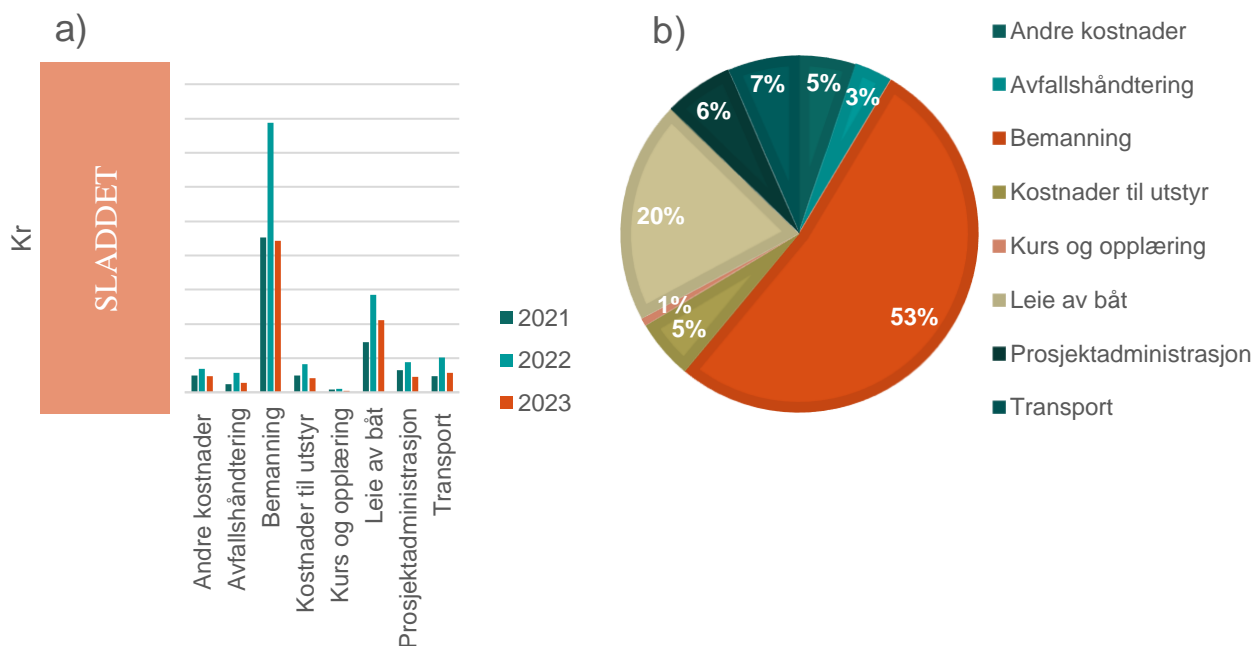 a)
Kr
SLADDET
2021
2022
2023
Andre kostnader
Avfallshåndtering
Bemanning
Kostnader til utstyr
Kurs og opplæring
Leie av båt
Prosjektadministrasjon
Transport
b)
5%
3%
53%
5%
1%
20%
6%
7%
Andre kostnader
Avfallshåndtering
Bemanning
Kostnader til utstyr
Kurs og opplæring
Leie av båt
Prosjektadministrasjon
Transport